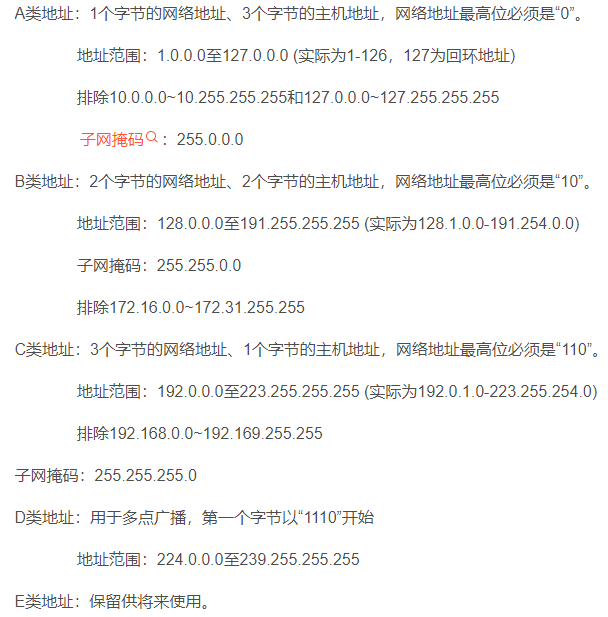 A类地址：1个字节的网络地址、3个字节的主机地址，网络地址最高位必须是“0”。
地址范围：1.0.0.0至127.0.0.0 (实际为1-126，127为回环地址)
排除10.0.0.0~10.255.255.255和127.0.0.0~127.255.255.255
子网掩码：255.0.0.0
B类地址：2个字节的网络地址、2个字节的主机地址，网络地址最高位必须是“10”。
地址范围：128.0.0.0至191.255.255.255 (实际为128.1.0.0-191.254.0.0)
子网掩码：255.255.0.0
排除172.16.0.0~172.31.255.255
C类地址：3个字节的网络地址、1个字节的主机地址，网络地址最高位必须是“110”。
地址范围：192.0.0.0至223.255.255.255 (实际为192.0.1.0-223.255.254.0)
排除192.168.0.0~192.169.255.255
子网掩码：255.255.255.0
D类地址：用于多点广播，第一个字节以“1110”开始
地址范围：224.0.0.0至239.255.255.255
E类地址：保留供将来使用。